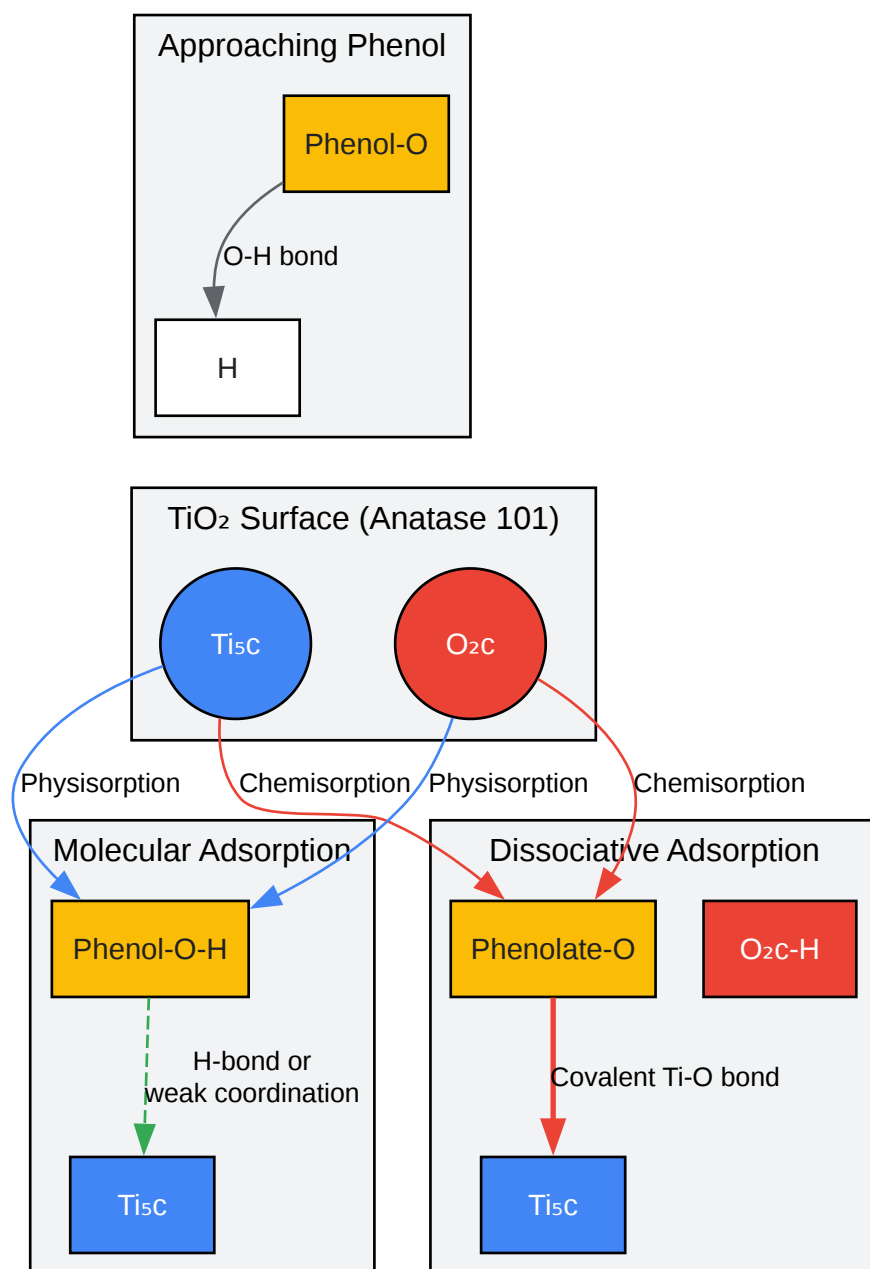 Approaching Phenol
Phenol-O
O-H bond
H
TiO₂ Surface (Anatase 101)
Ti₅c
O₂c
Physisorption
Chemisorption
Physisorption
Chemisorption
Molecular Adsorption
Phenol-O-H
H-bond or
weak coordination
Ti₅c
Dissociative Adsorption
Phenolate-O
O₂c-H
Covalent Ti-O bond
Ti₅c